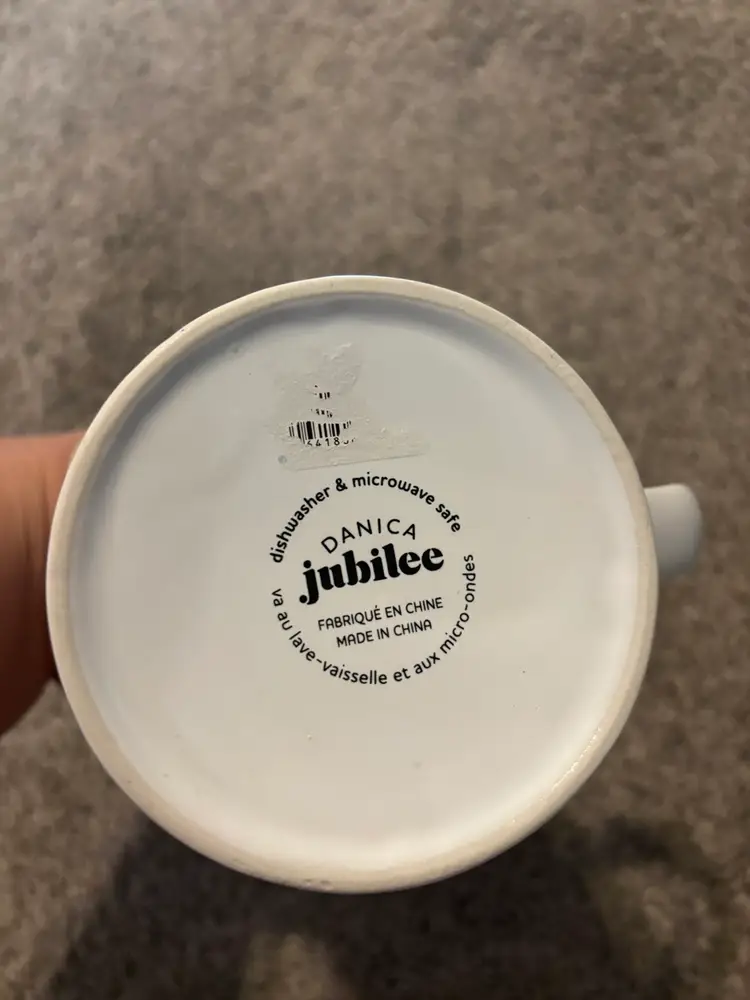 dishwasher & microwave safe
DANICA
jubilee
FABRIQUÉ EN CHINE
MADE IN CHINA
va au lave-vaisselle et aux micro-ondes